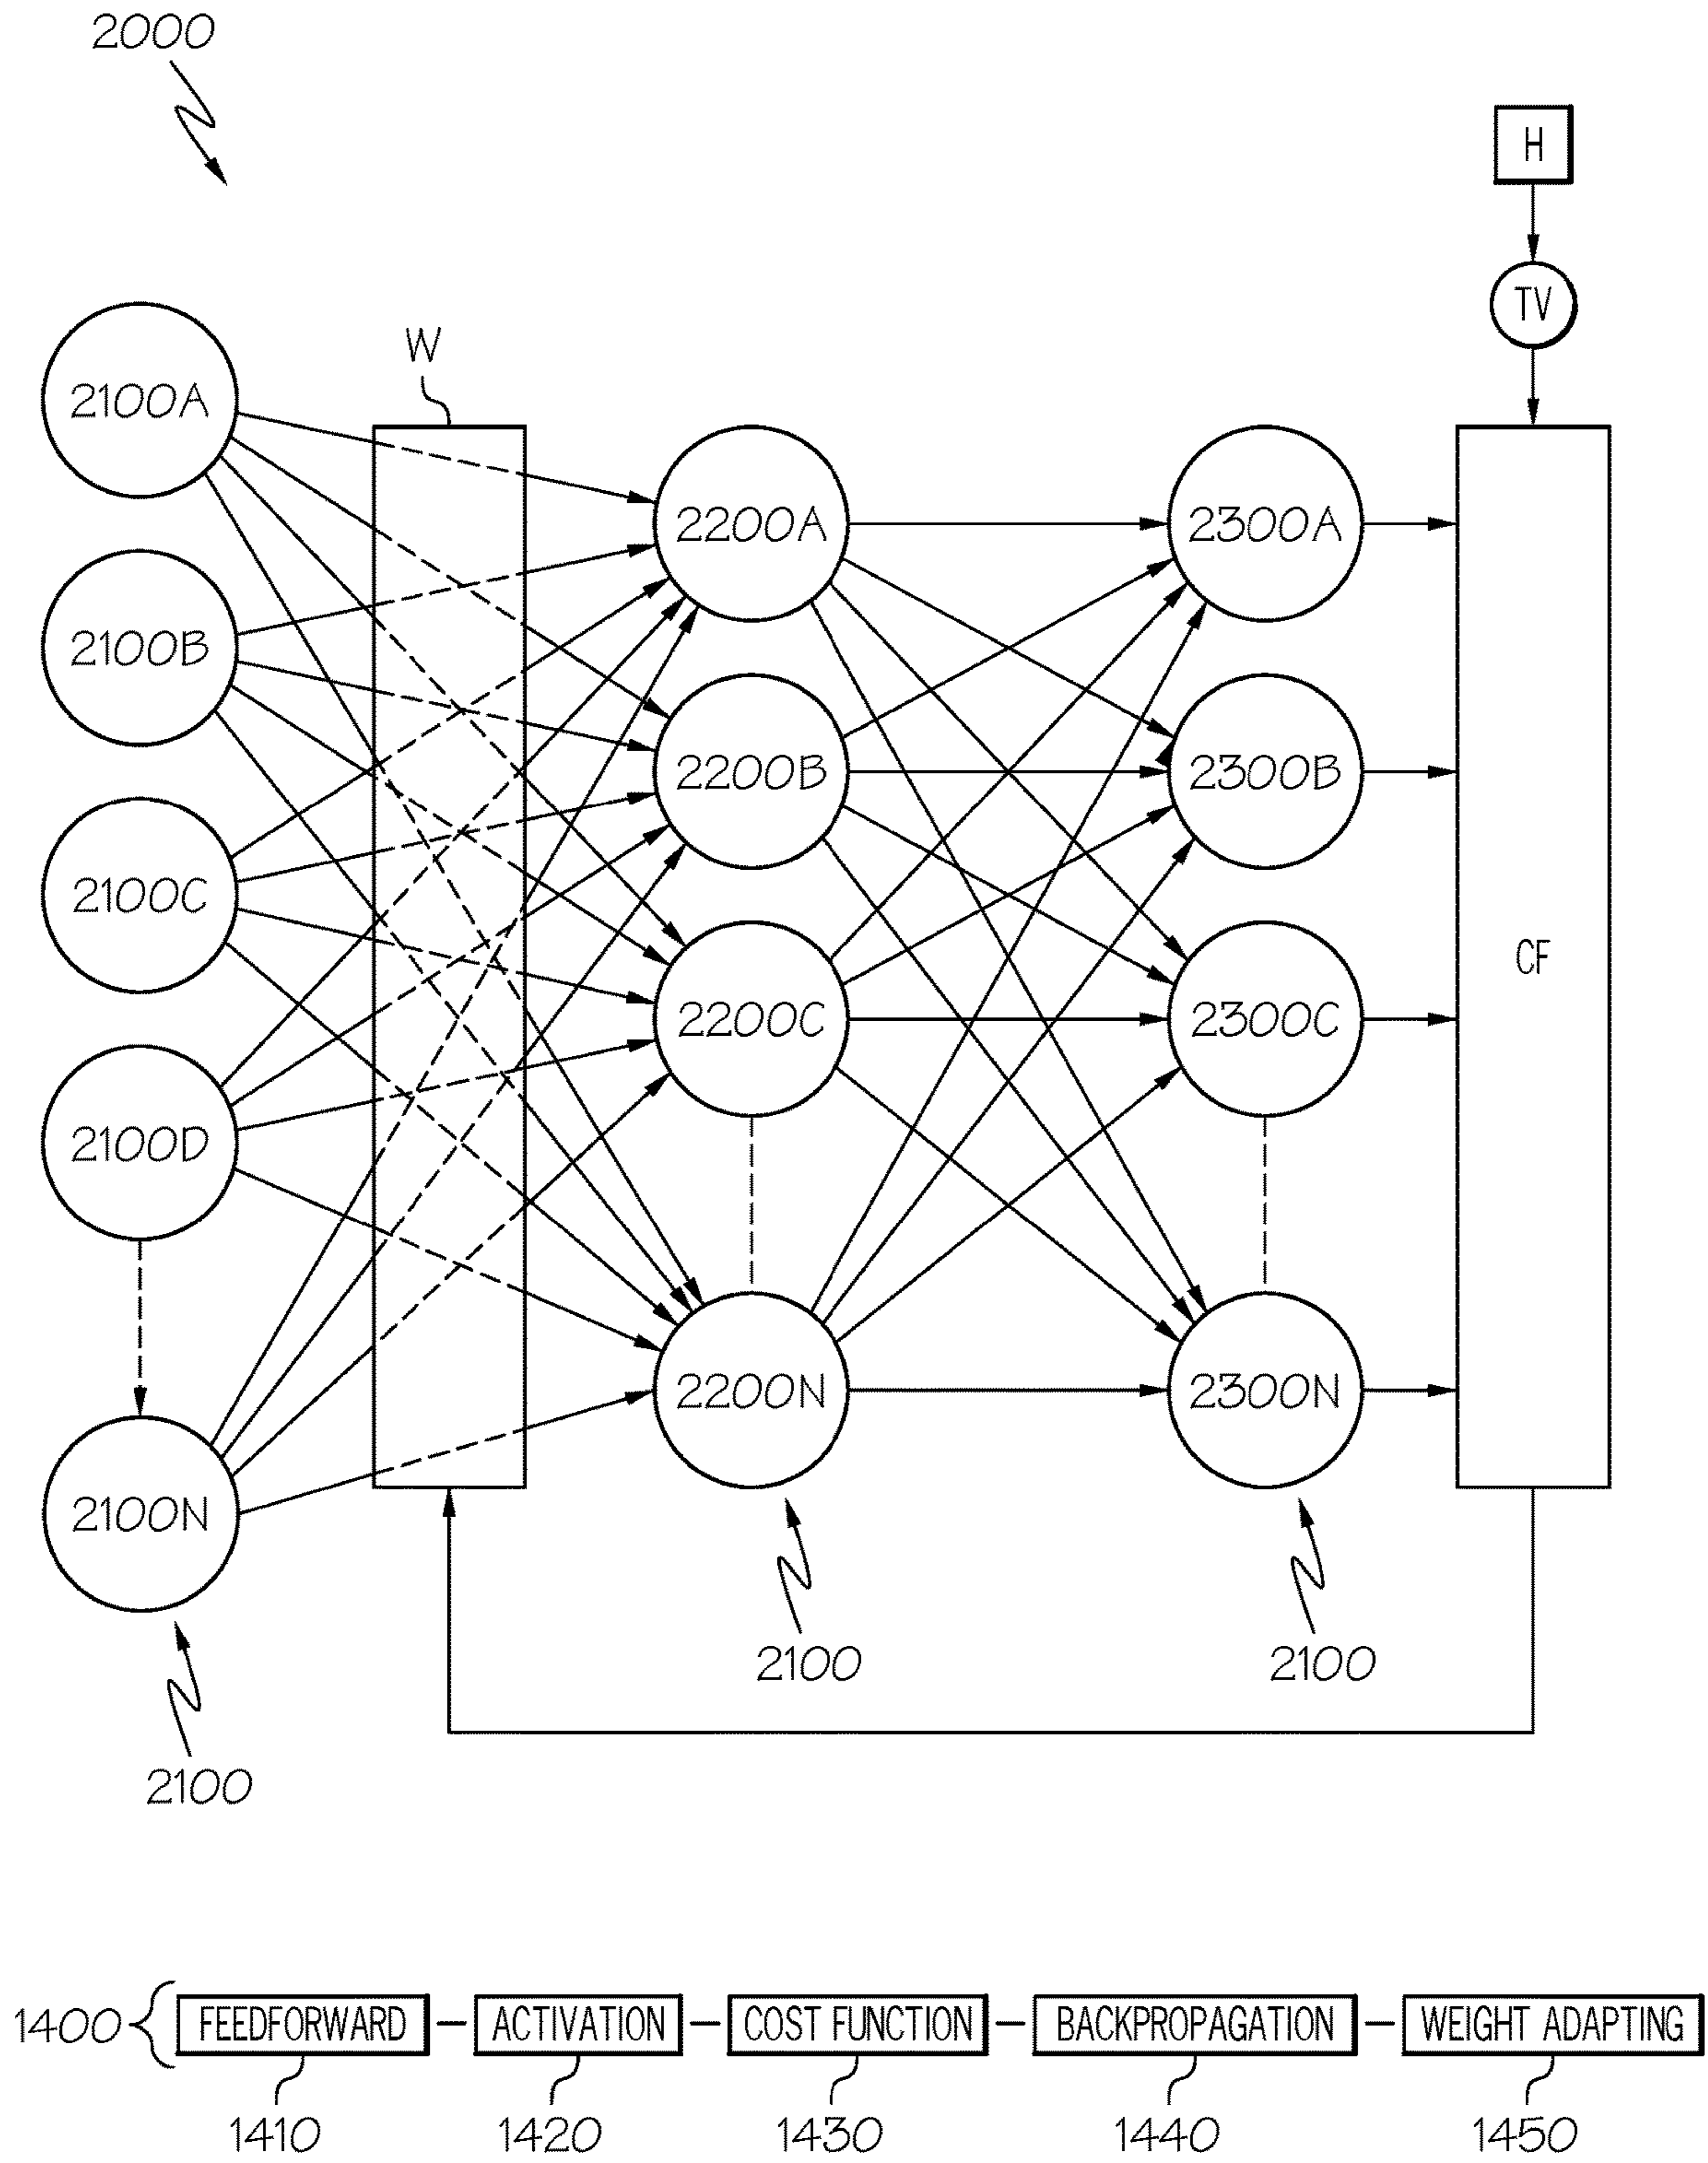 2000
H
TV
W
2100A
2200A
2300A
2100B
2200B
2300B
2100C
CF
2200C
2300C
2100D
2200N
2300N
2100N
2100
2100
2100
1400
FEEDFORWARD
ACTIVATION
COST FUNCTION
BACKPROPAGATION
WEIGHT ADAPTING
1410
1420
1430
1440
1450